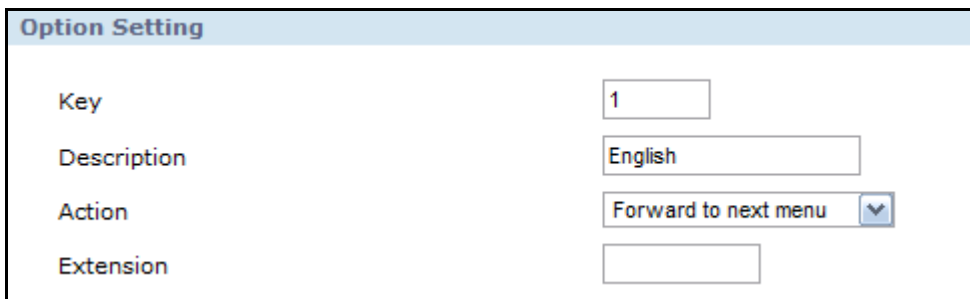 Option Setting
Key 1
Description English
Action Forward to next menu
Extension